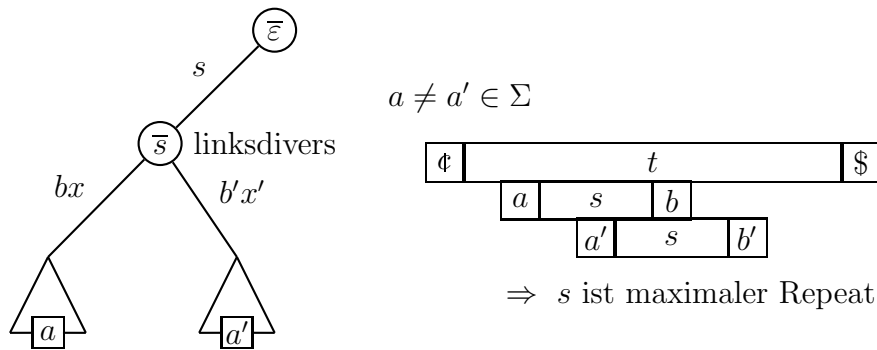 ε̅
s
a ≠ a′ ∈ Σ
s̅ linksdivers
¢ t $
bx b′x′
a s b
a′ s b′
⇒ s ist maximaler Repeat
a a′